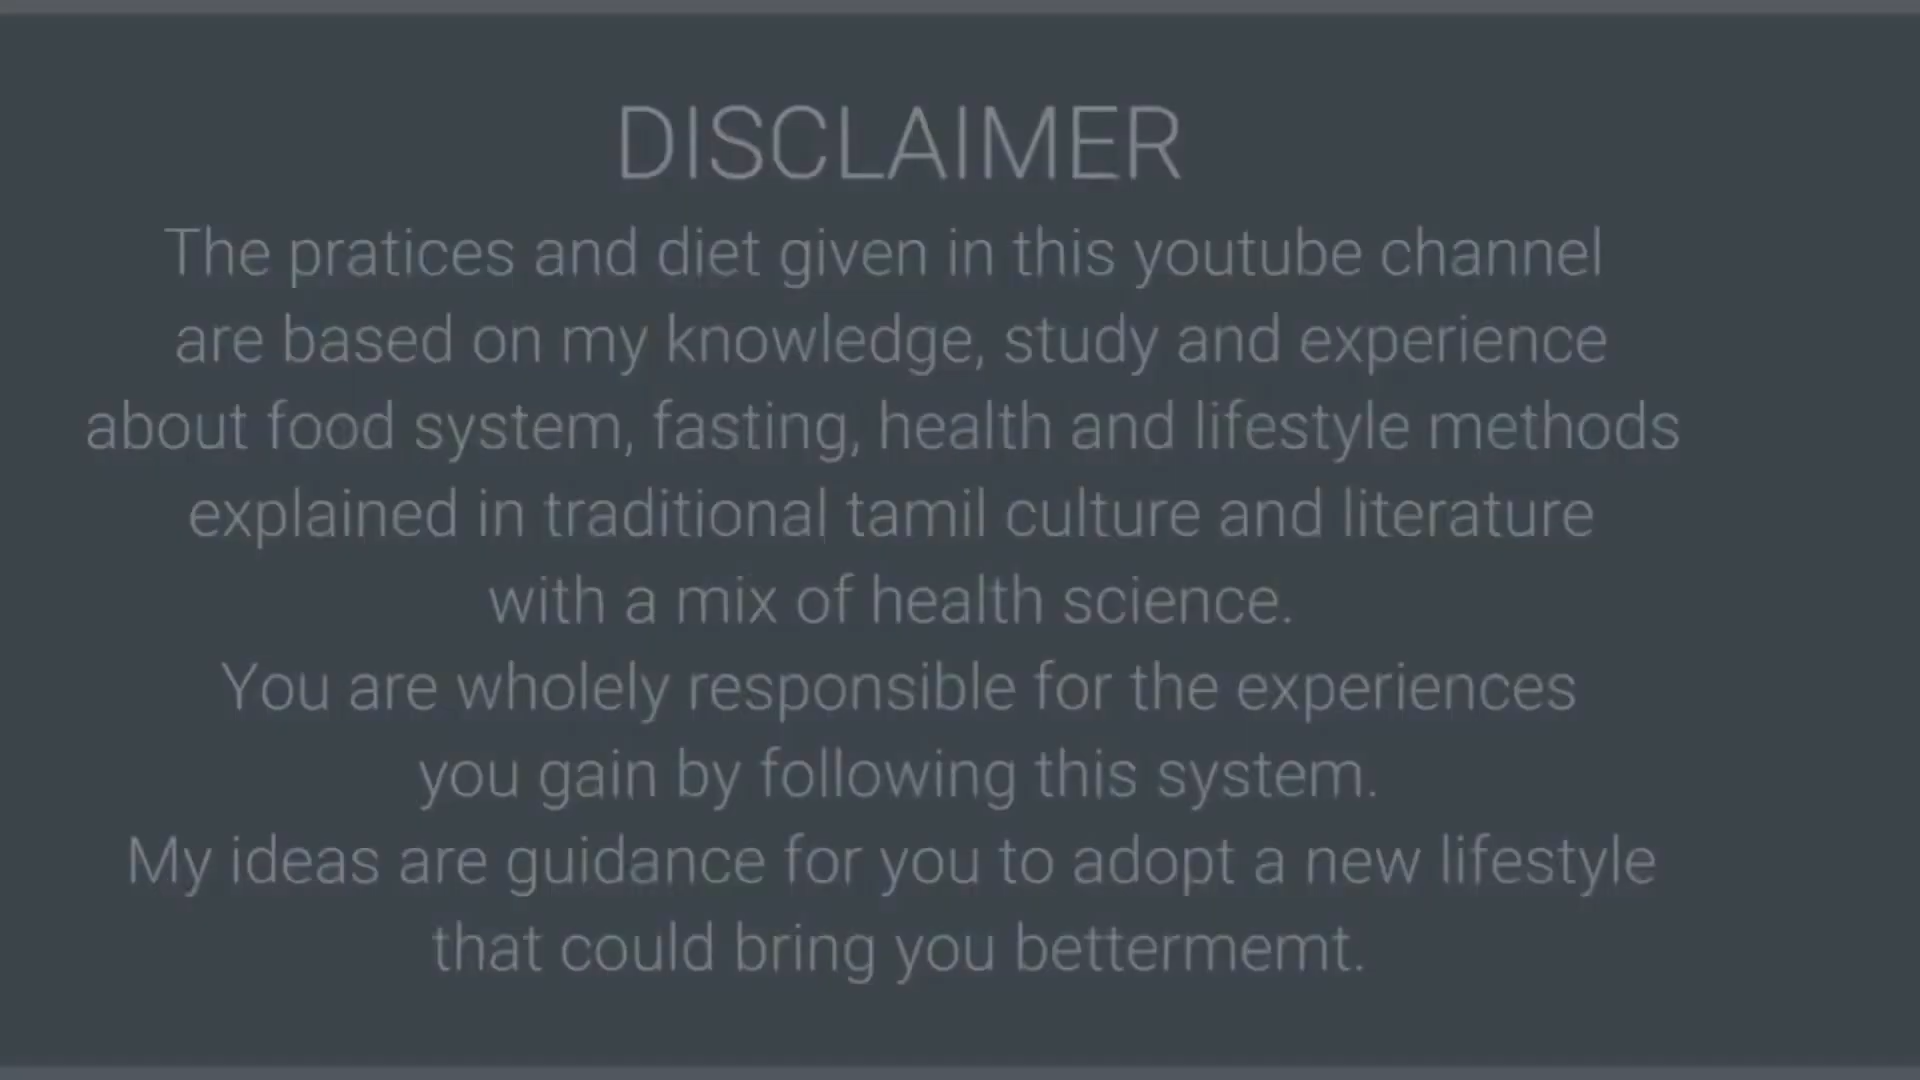 DISCLAIMER
The pratices and diet given in this youtube channel
are based on my knowledge, study and experience
about food system, fasting, health and lifestyle methods
explained in traditional tamil culture and literature
with a mix of health science.
You are wholely responsible for the experiences
you gain by following this system.
My ideas are guidance for you to adopt a new lifestyle
that could bring you bettermemt.